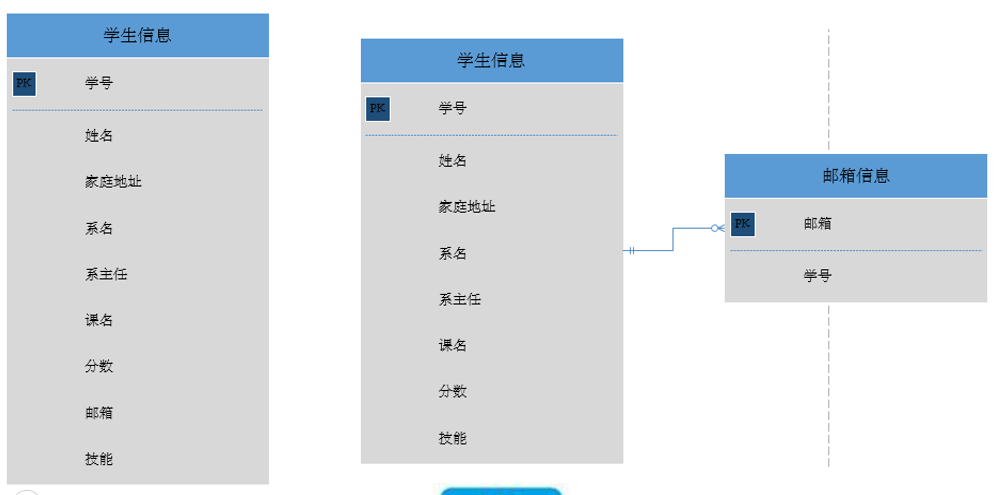 学生信息
PK 学号
姓名
家庭地址
系名
系主任
课名
分数
邮箱
技能
学生信息
PK 学号
姓名
家庭地址
系名
系主任
课名
分数
技能
邮箱信息
PK 邮箱
学号